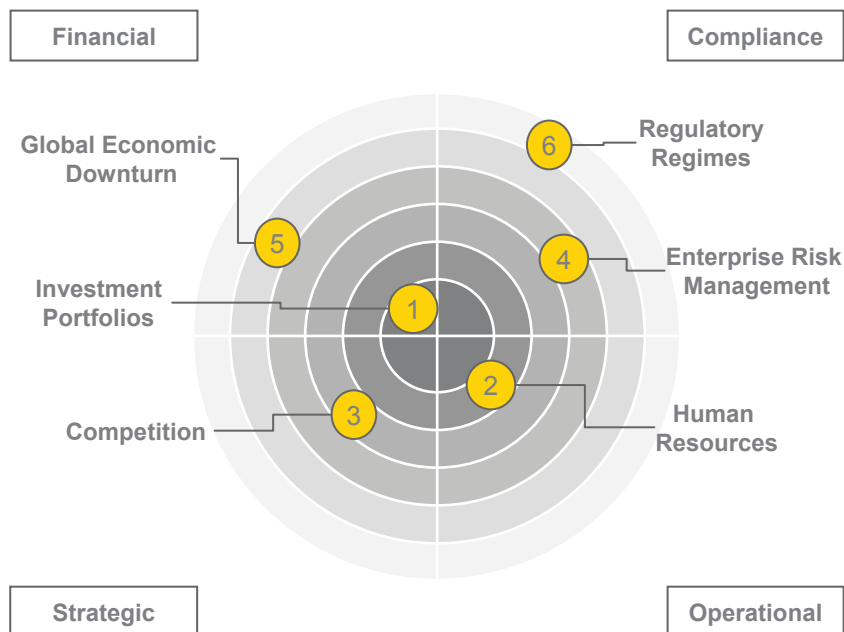 Financial
Compliance
Global Economic
Downturn
6
Regulatory
Regimes
5
4
Enterprise Risk
Management
Investment
Portfolios
1
2
3
Competition
Human
Resources
Strategic
Operational